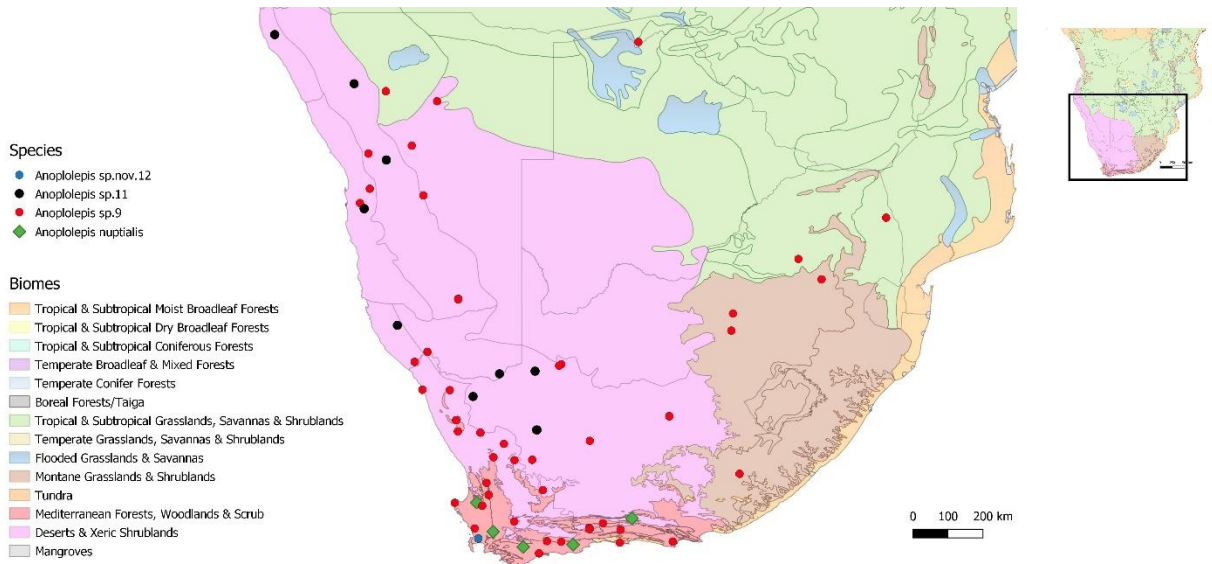 Species
Anoplolepis sp.nov.12
Anoplolepis sp.11
Anoplolepis sp.9
Anoplolepis nuptialis
Biomes
Tropical & Subtropical Moist Broadleaf Forests
Tropical & Subtropical Dry Broadleaf Forests
Tropical & Subtropical Coniferous Forests
Temperate Broadleaf & Mixed Forests
Temperate Conifer Forests
Boreal Forests/Taiga
Tropical & Subtropical Grasslands, Savannas & Shrublands
Temperate Grasslands, Savannas & Shrublands
Flooded Grasslands & Savannas
Montane Grasslands & Shrublands
Tundra
Mediterranean Forests, Woodlands & Scrub
Deserts & Xeric Shrublands
Mangroves
0 100 200 km